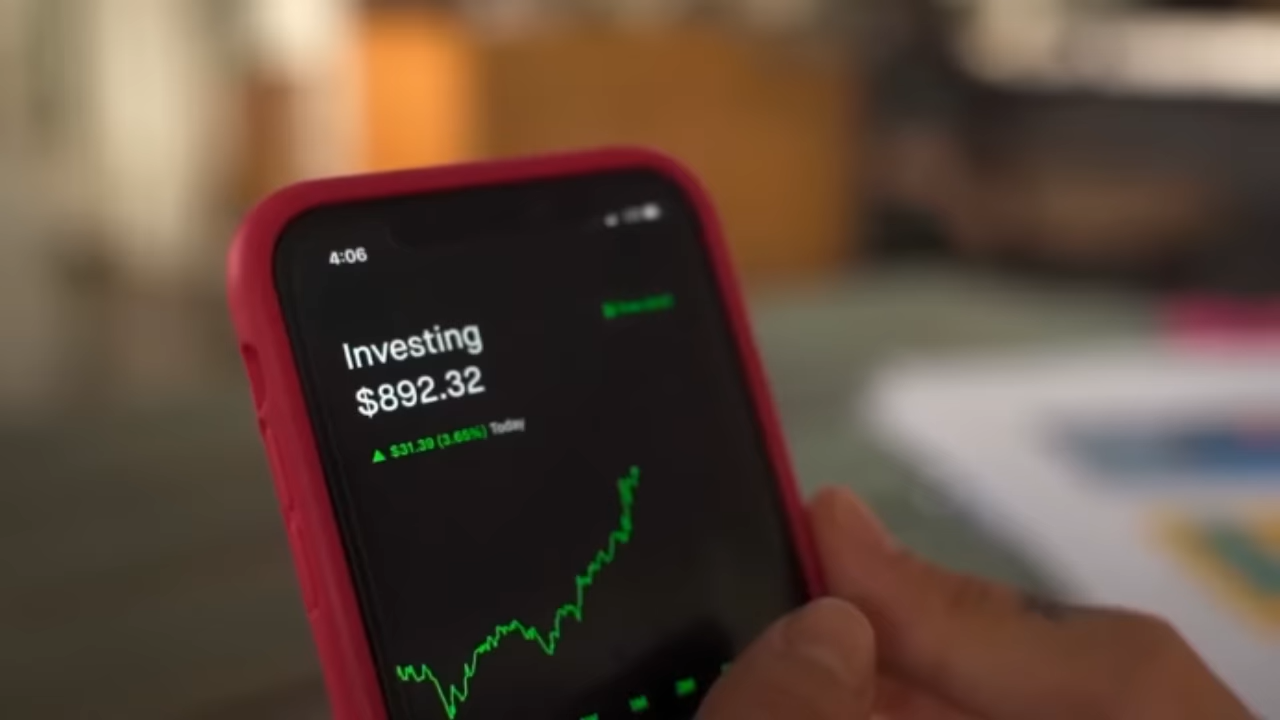 4:06
Investing
$892.32
▲ $31.39 (3.65%) Today